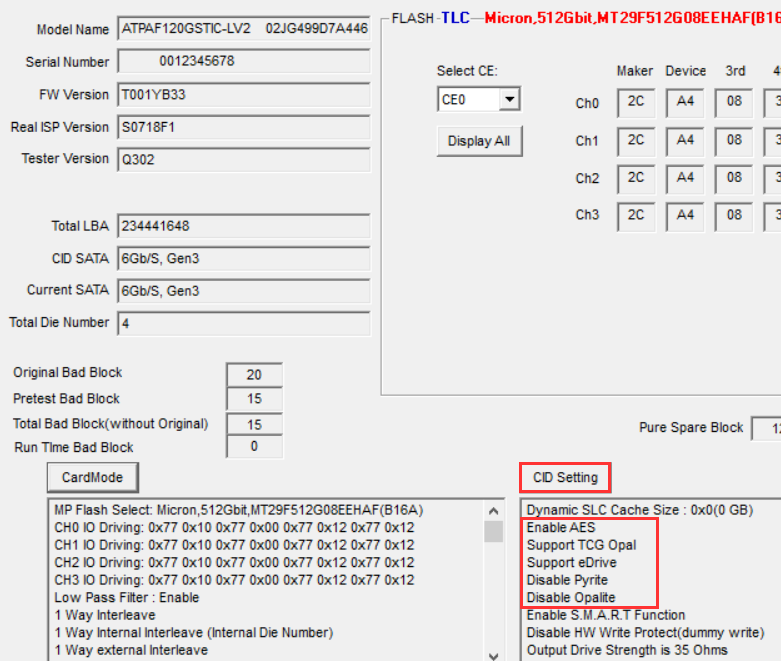 Model Name ATPAF120GSTIC-LV2 02JG499D7A446
Serial Number 0012345678
FW Version T001YB33
Real ISP Version S0718F1
Tester Version Q302
Total LBA 234441648
CID SATA 6Gb/S, Gen3
Current SATA 6Gb/S, Gen3
Total Die Number 4
Original Bad Block 20
Pretest Bad Block 15
Total Bad Block(without Original) 15
Run TIme Bad Block 0
FLASH -TLC-- Micron,512Gbit,MT29F512G08EEHAF(B16
Select CE:
CE0
Display All
Maker Device 3rd 4
Ch0 2C A4 08 3
Ch1 2C A4 08 3
Ch2 2C A4 08 3
Ch3 2C A4 08 3
Pure Spare Block 12
CardMode
MP Flash Select: Micron,512Gbit,MT29F512G08EEHAF(B16A)
CH0 IO Driving: 0x77 0x10 0x77 0x00 0x77 0x12 0x77 0x12
CH1 IO Driving: 0x77 0x10 0x77 0x00 0x77 0x12 0x77 0x12
CH2 IO Driving: 0x77 0x10 0x77 0x00 0x77 0x12 0x77 0x12
CH3 IO Driving: 0x77 0x10 0x77 0x00 0x77 0x12 0x77 0x12
Low Pass Filter : Enable
1 Way Interleave
1 Way Internal Interleave (Internal Die Number)
1 Way external Interleave
CID Setting
Dynamic SLC Cache Size : 0x0(0 GB)
Enable AES
Support TCG Opal
Support eDrive
Disable Pyrite
Disable Opalite
Enable S.M.A.R.T Function
Disable HW Write Protect(dummy write)
Output Drive Strength is 35 Ohms